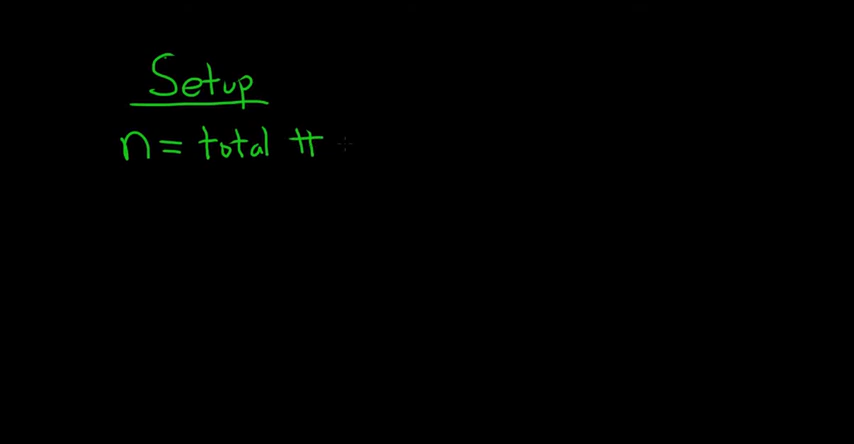 Setup
n = total #